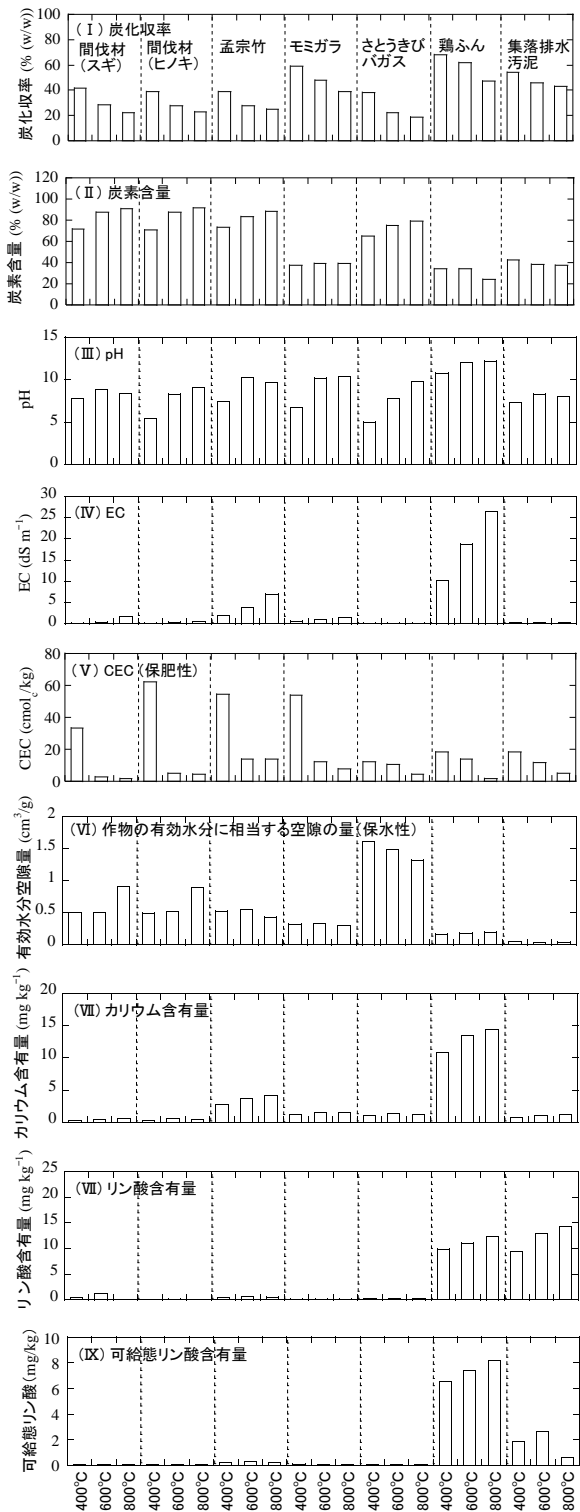 (Ⅰ) 炭化収率
間伐材
(スギ)
間伐材
(ヒノキ)
孟宗竹
モミガラ
さとうきび
バガス
鶏ふん
集落排水
汚泥
炭化収率 (% (w/w))
100
80
60
40
20
0
(Ⅱ) 炭素含量
炭素含量 (% (w/w))
120
100
80
60
40
20
0
(Ⅲ) pH
pH
15
10
5
0
(Ⅳ) EC
EC (dS m⁻¹)
30
25
20
15
10
5
0
(Ⅴ) CEC (保肥性)
CEC (cmolc/kg)
80
60
40
20
0
(Ⅵ) 作物の有効水分に相当する空隙の量(保水性)
有効水分空隙量 (cm³/g)
2
1.5
1
0.5
0
(Ⅶ) カリウム含有量
カリウム含有量 (mg kg⁻¹)
20
15
10
5
0
(Ⅶ) リン酸含有量
リン酸含有量 (mg kg⁻¹)
25
20
15
10
5
0
(Ⅸ) 可給態リン酸含有量
可給態リン酸 (mg/kg)
10
8
6
4
2
0
400℃ 600℃ 800℃ 400℃ 600℃ 800℃ 400℃ 600℃ 800℃ 400℃ 600℃ 800℃ 400℃ 600℃ 800℃ 400℃ 600℃ 800℃ 400℃ 600℃ 800℃